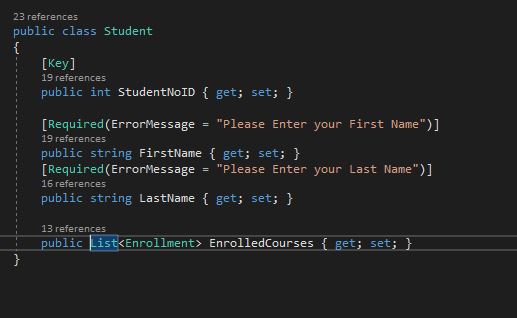 23 references
public class Student
{
[Key]
19 references
public int StudentNoID { get; set; }
[Required(ErrorMessage = "Please Enter your First Name")]
19 references
public string FirstName { get; set; }
[Required(ErrorMessage = "Please Enter your Last Name")]
16 references
public string LastName { get; set; }
13 references
public List<Enrollment> EnrolledCourses { get; set; }
}